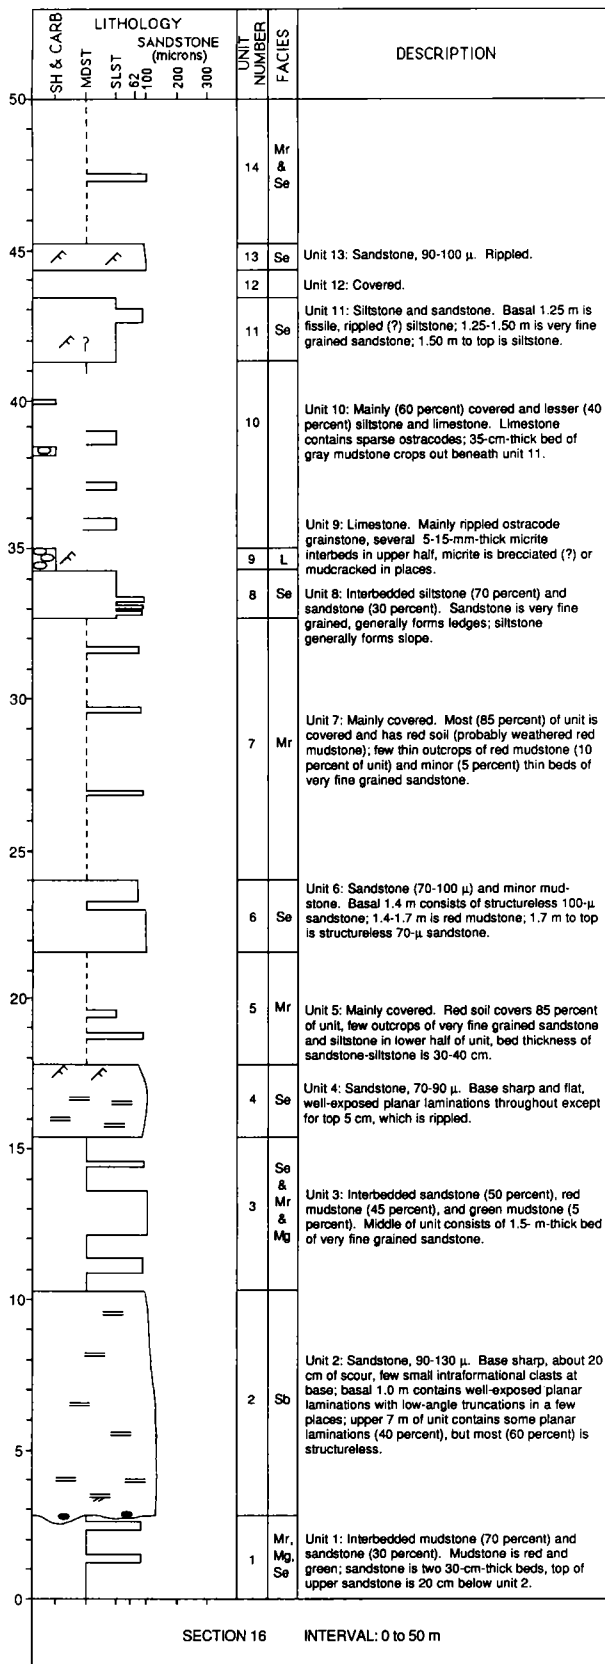 LITHOLOGY
SH & CARB
MDST
SLST
SANDSTONE
(microns)
62
100
200
300
UNIT
NUMBER
FACIES
DESCRIPTION
50
14
Mr
&
Se
45
13
Se
Unit 13: Sandstone, 90-100 µ. Rippled.
12
Unit 12: Covered.
11
Se
?
Unit 11: Siltstone and sandstone. Basal 1.25 m is
fissile, rippled (?) siltstone; 1.25-1.50 m is very fine
grained sandstone; 1.50 m to top is siltstone.
40
10
Unit 10: Mainly (60 percent) covered and lesser (40
percent) siltstone and limestone. Limestone
contains sparse ostracodes; 35-cm-thick bed of
gray mudstone crops out beneath unit 11.
35
9
L
Unit 9: Limestone. Mainly rippled ostracode
grainstone, several 5-15-mm-thick micrite
interbeds in upper half, micrite is brecciated (?) or
mudcracked in places.
8
Se
Unit 8: Interbedded siltstone (70 percent) and
sandstone (30 percent). Sandstone is very fine
grained, generally forms ledges; siltstone
generally forms slope.
30
7
Mr
Unit 7: Mainly covered. Most (85 percent) of unit is
covered and has red soil (probably weathered red
mudstone); few thin outcrops of red mudstone (10
percent of unit) and minor (5 percent) thin beds of
very fine grained sandstone.
25
6
Se
Unit 6: Sandstone (70-100 µ) and minor mud-
stone. Basal 1.4 m consists of structureless 100-µ
sandstone; 1.4-1.7 m is red mudstone; 1.7 m to top
is structureless 70-µ sandstone.
20
5
Mr
Unit 5: Mainly covered. Red soil covers 85 percent
of unit, few outcrops of very fine grained sandstone
and siltstone in lower half of unit, bed thickness of
sandstone-siltstone is 30-40 cm.
4
Se
Unit 4: Sandstone, 70-90 µ. Base sharp and flat,
well-exposed planar laminations throughout except
for top 5 cm, which is rippled.
15
3
Se
&
Mr
&
Mg
Unit 3: Interbedded sandstone (50 percent), red
mudstone (45 percent), and green mudstone (5
percent). Middle of unit consists of 1.5- m-thick bed
of very fine grained sandstone.
10
2
Sb
Unit 2: Sandstone, 90-130 µ. Base sharp, about 20
cm of scour, few small intraformational clasts at
base; basal 1.0 m contains well-exposed planar
laminations with low-angle truncations in a few
places; upper 7 m of unit contains some planar
laminations (40 percent), but most (60 percent) is
structureless.
5
1
Mr,
Mg,
Se
Unit 1: Interbedded mudstone (70 percent) and
sandstone (30 percent). Mudstone is red and
green; sandstone is two 30-cm-thick beds, top of
upper sandstone is 20 cm below unit 2.
0
SECTION 16 INTERVAL: 0 to 50 m